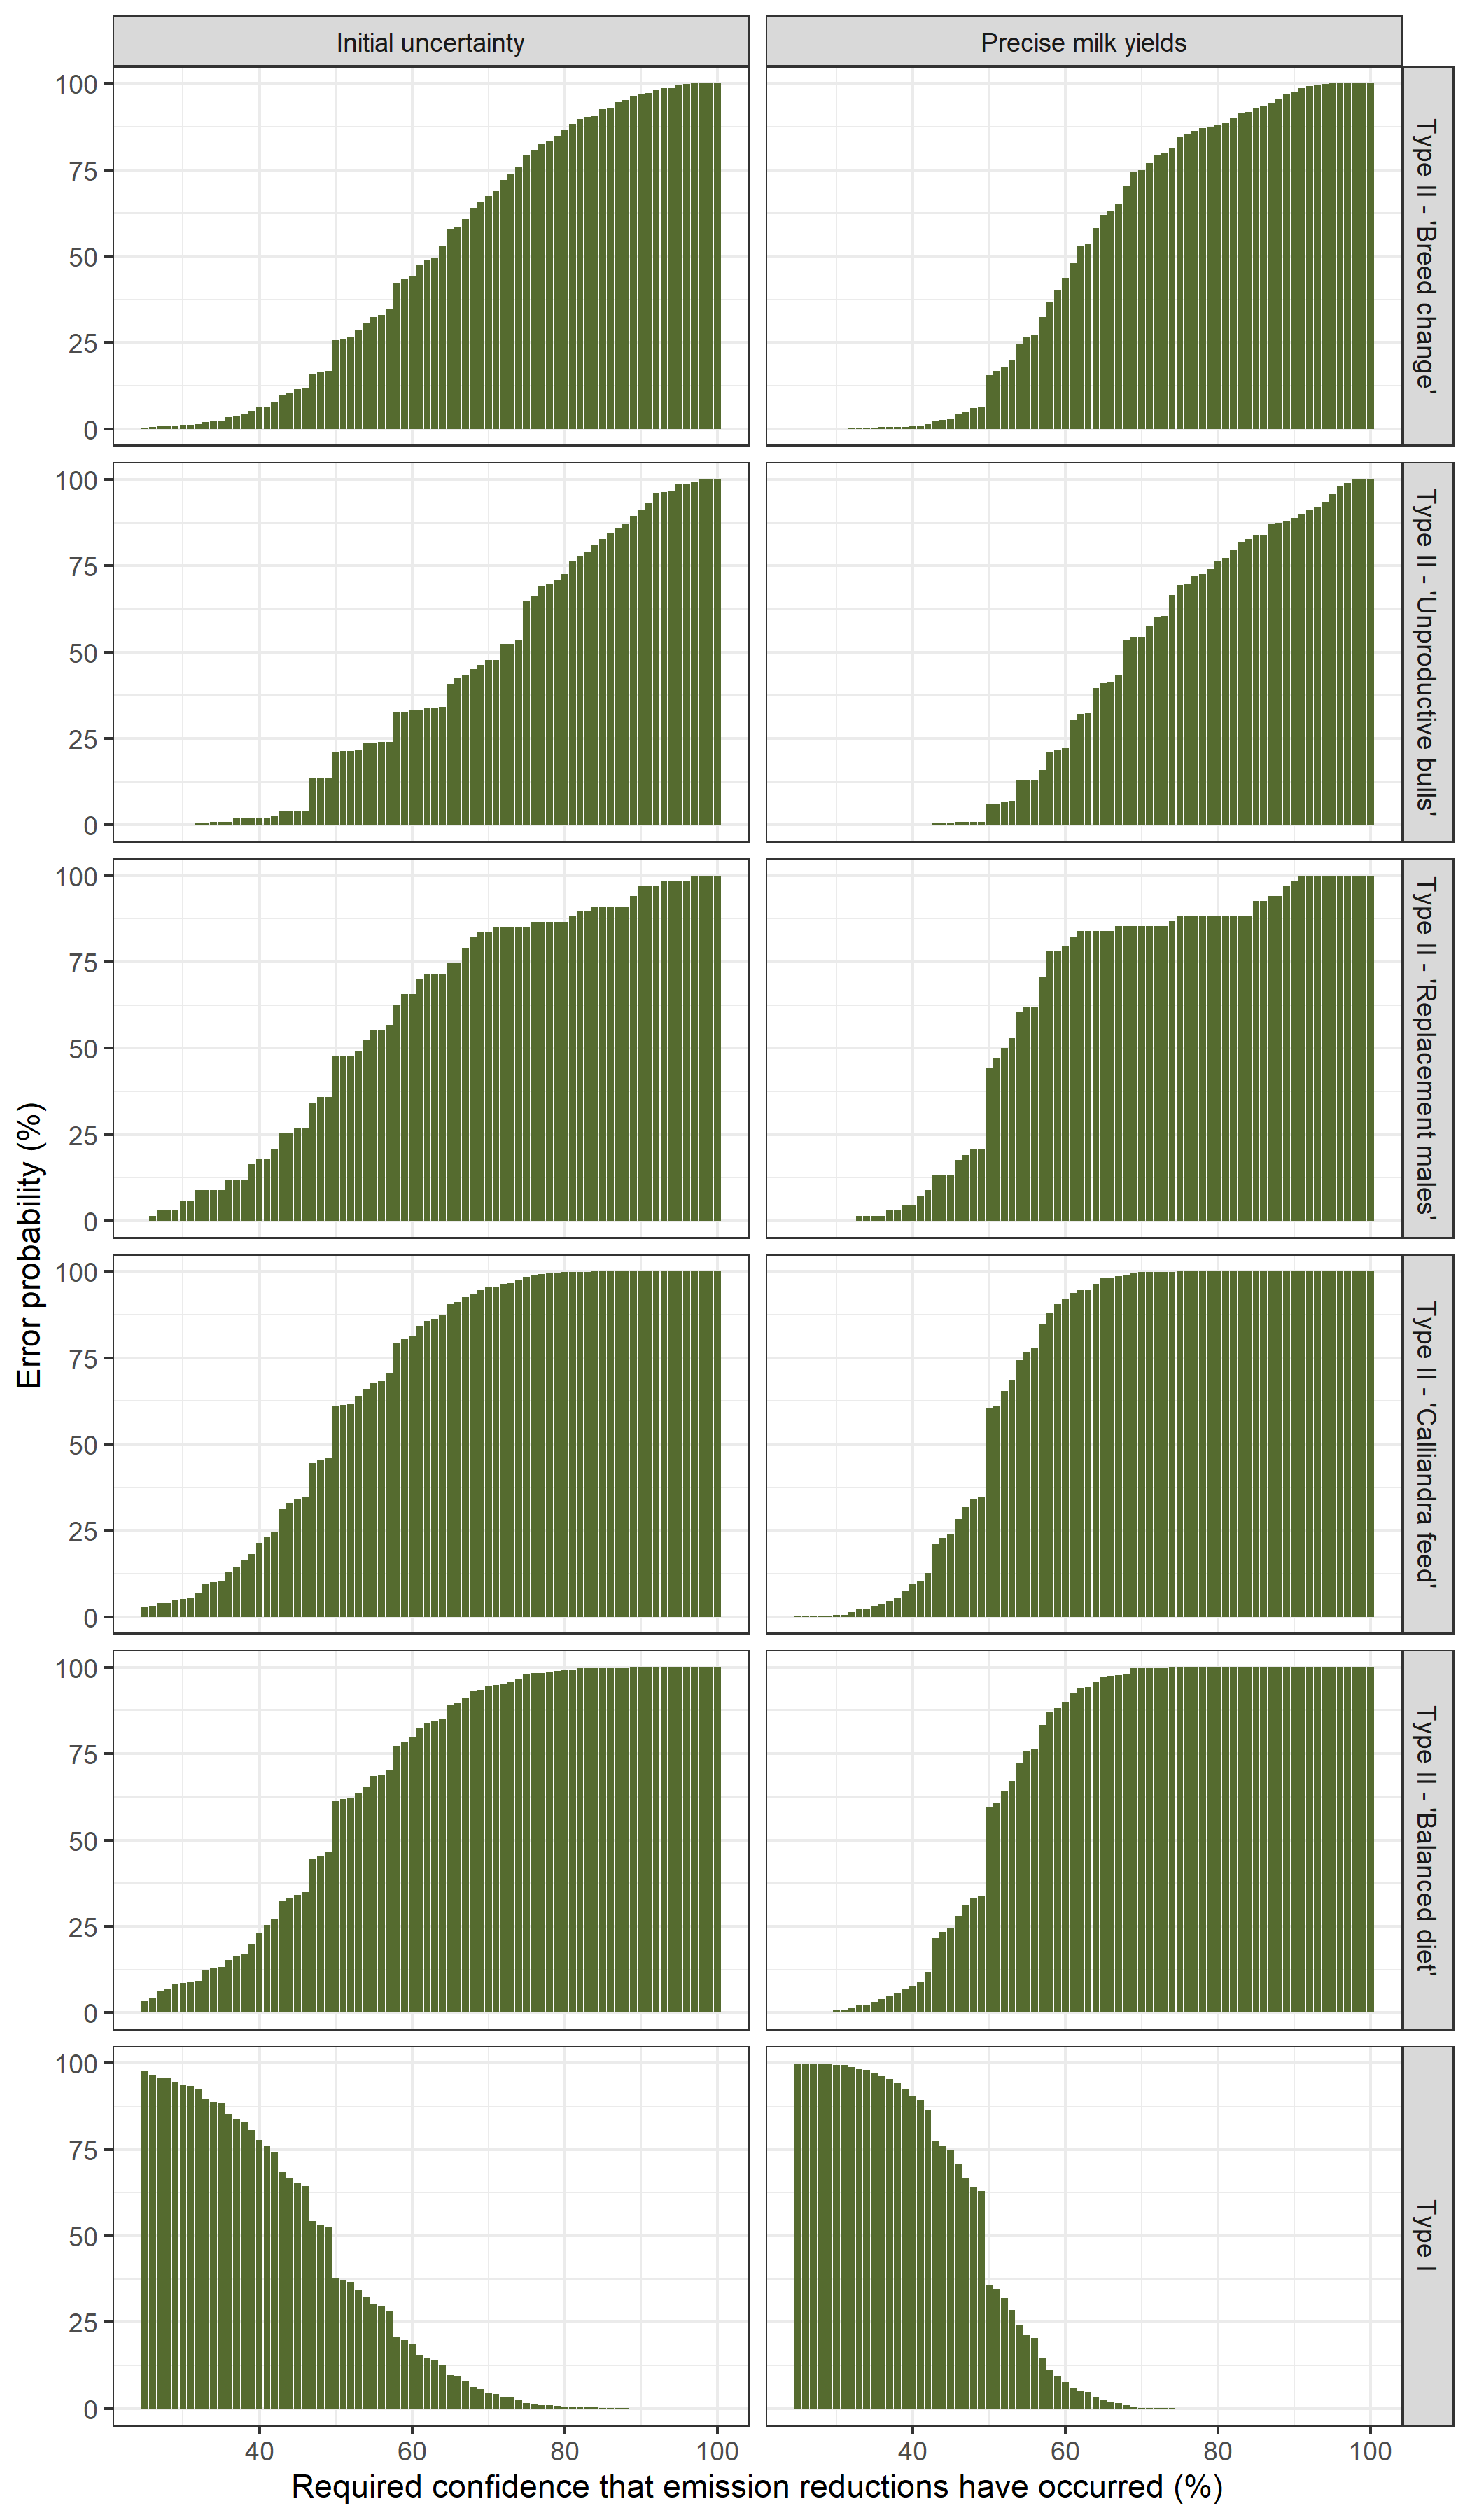 Initial uncertainty
Precise milk yields
100
75
50
25
0
Type II - 'Breed change'
100
75
50
25
0
Type II - 'Unproductive bulls'
100
75
50
25
0
Type II - 'Replacement males'
Error probability (%)
100
75
50
25
0
Type II - 'Calliandra feed'
100
75
50
25
0
Type II - 'Balanced diet'
100
75
50
25
0
Type I
40 60 80 100
40 60 80 100
Required confidence that emission reductions have occurred (%)